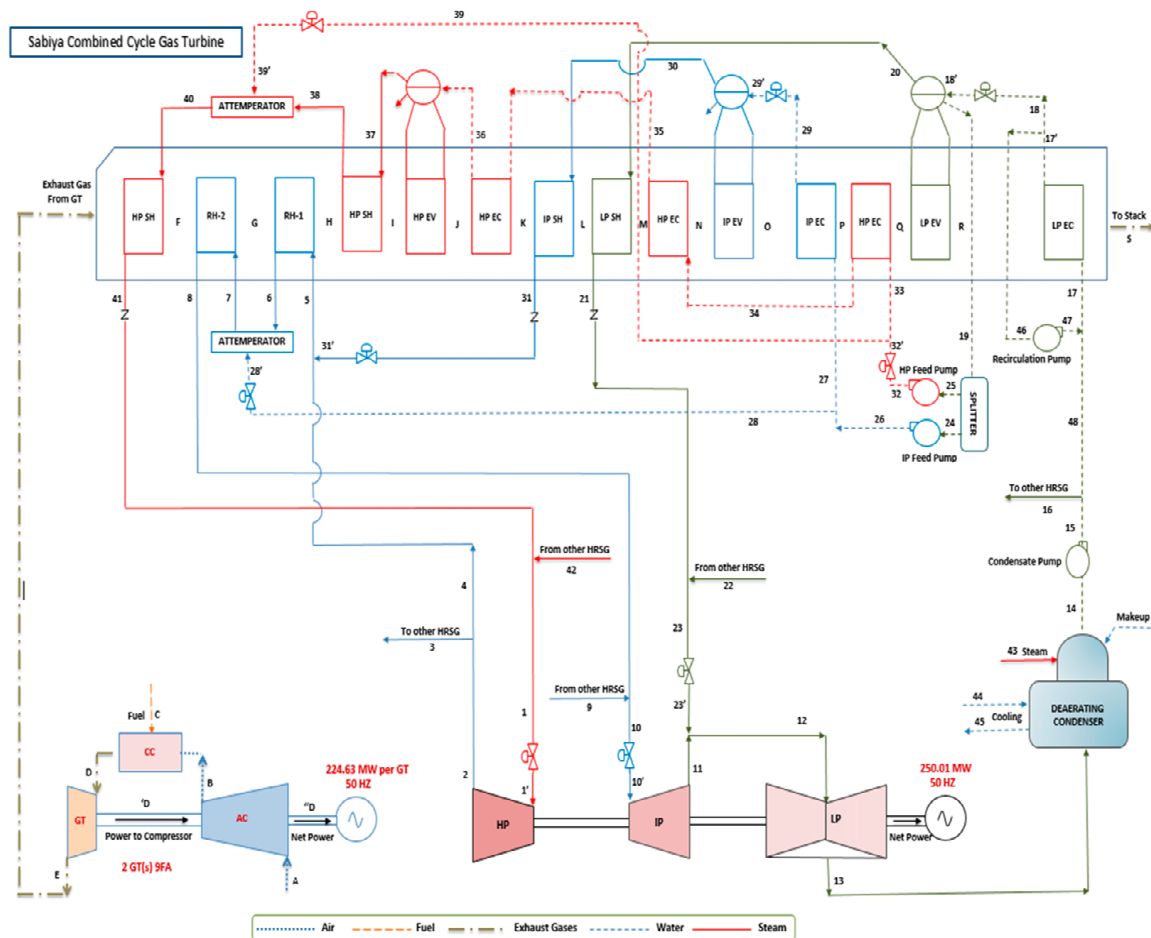 Sabiya Combined Cycle Gas Turbine
39
39'
40
ATTEMPERATOR
38
37
36
35
30
29'
29
20
18'
18
17'
Exhaust Gas
From GT
HP SH
F
RH-2
G
RH-1
H
HP SH
I
HP EV
J
HP EC
K
IP SH
L
LP SH
M
HP EC
N
IP EV
O
IP EC
P
HP EC
Q
LP EV
R
LP EC
To Stack
S
41
8
7
6
5
31
21
34
33
19
17
Z
Z
Z
ATTEMPERATOR
28'
31'
32'
HP Feed Pump
32
25
27
28
26
24
IP Feed Pump
SPLITTER
46
47
Recirculation Pump
48
To other HRSG
16
15
Condensate Pump
14
From other HRSG
42
From other HRSG
22
4
To other HRSG
3
23
Makeup
43 Steam
44
Cooling
45
DEAERATING
CONDENSER
From other HRSG
9
1
10
23'
12
Fuel
C
CC
D
B
224.63 MW per GT
50 HZ
2
1'
10'
11
250.01 MW
50 HZ
GT
'D
Power to Compressor
AC
"D
Net Power
HP
IP
LP
Net Power
E
2 GT(s) 9FA
A
13
Air
Fuel
Exhaust Gases
Water
Steam